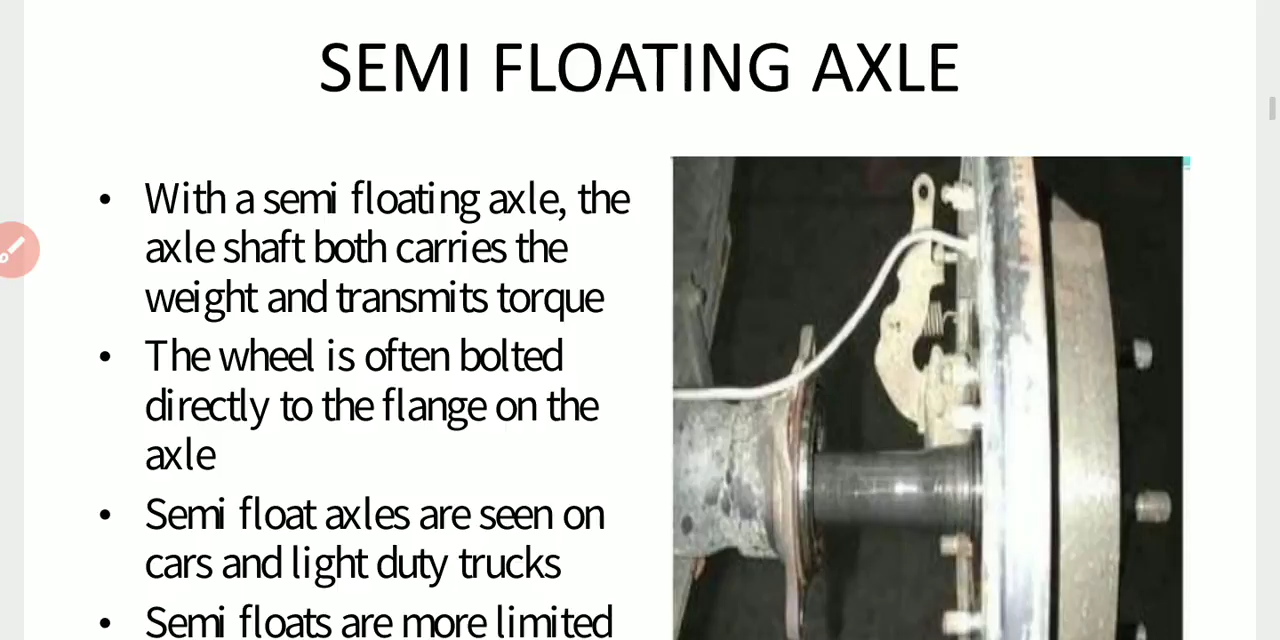 SEMI FLOATING AXLE
• With a semi floating axle, the
axle shaft both carries the
weight and transmits torque
• The wheel is often bolted
directly to the flange on the
axle
• Semi float axles are seen on
cars and light duty trucks
• Semi floats are more limited